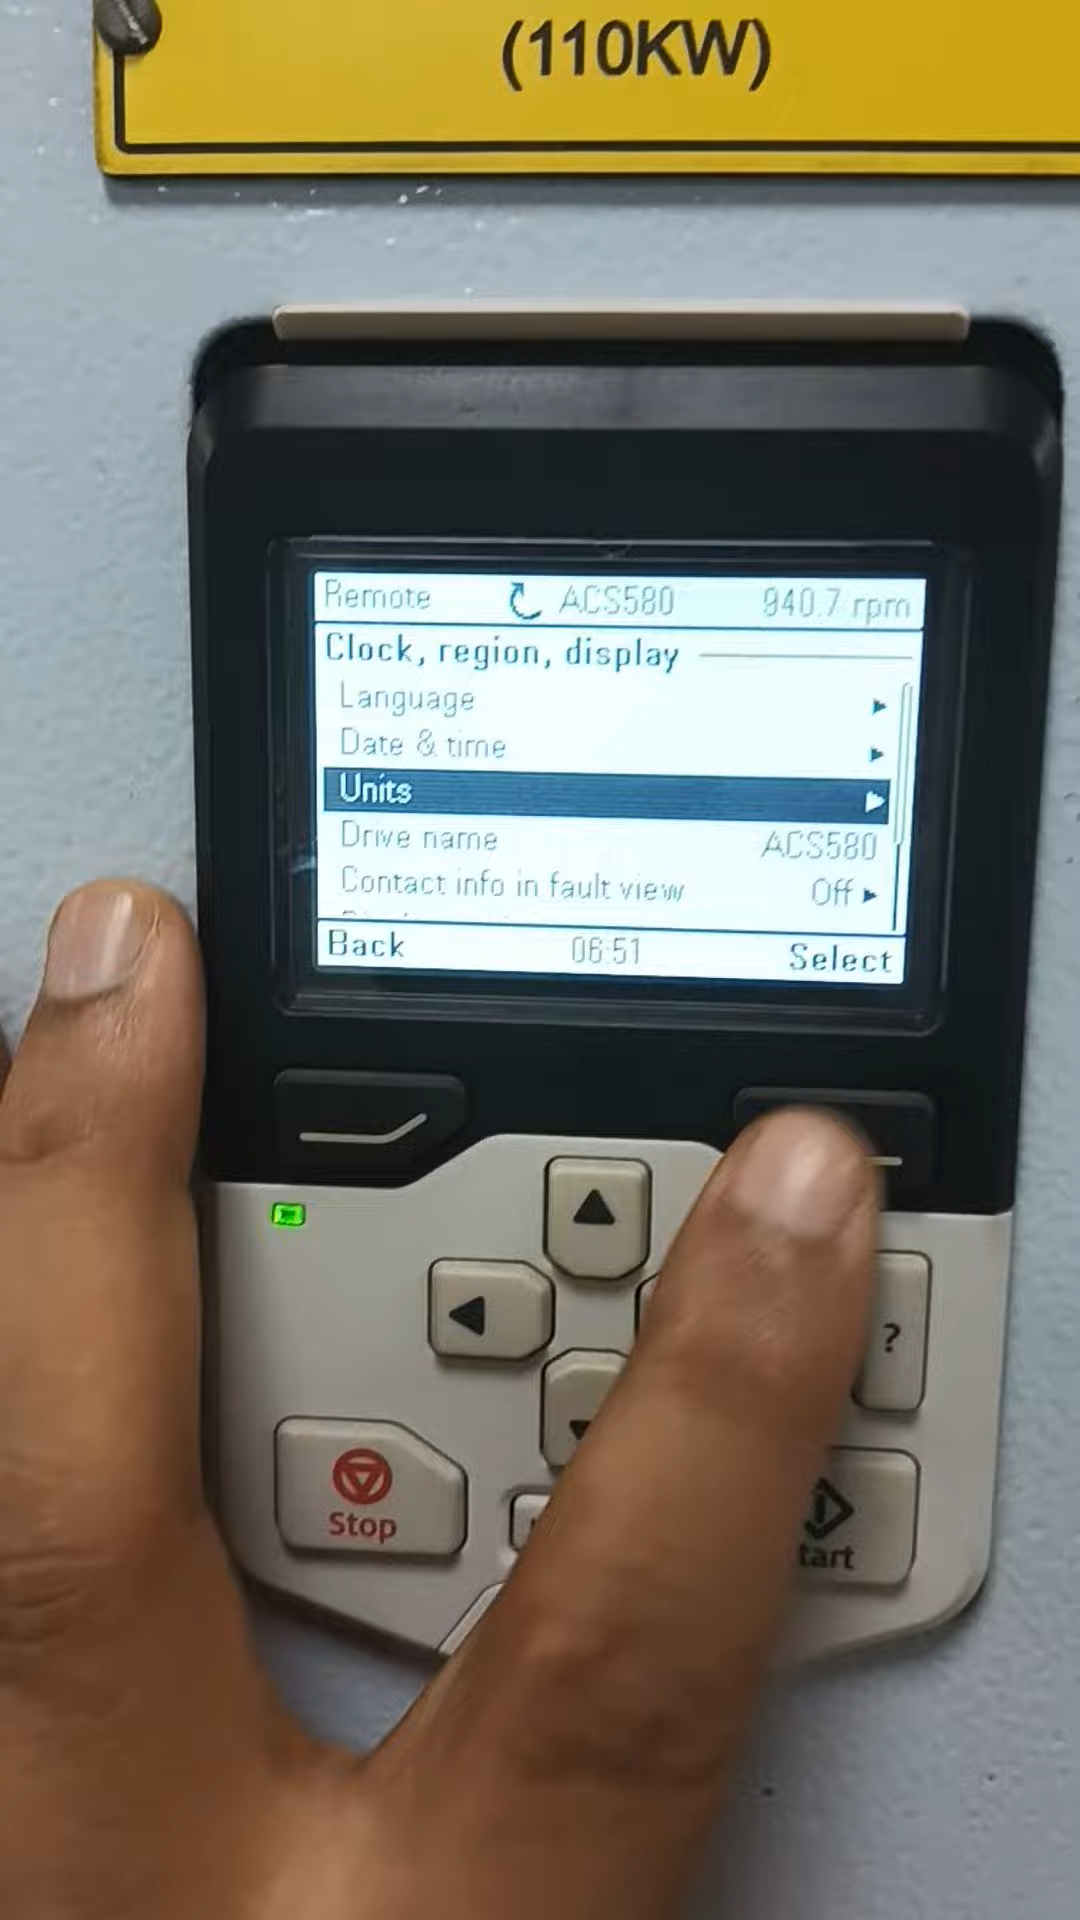 (110KW)
Remote ACS580 940.7 rpm
Clock, region, display
Language
Date & time
Units
Drive name ACS580
Contact info in fault view Off
Back 06:51 Select
?
Stop
tart